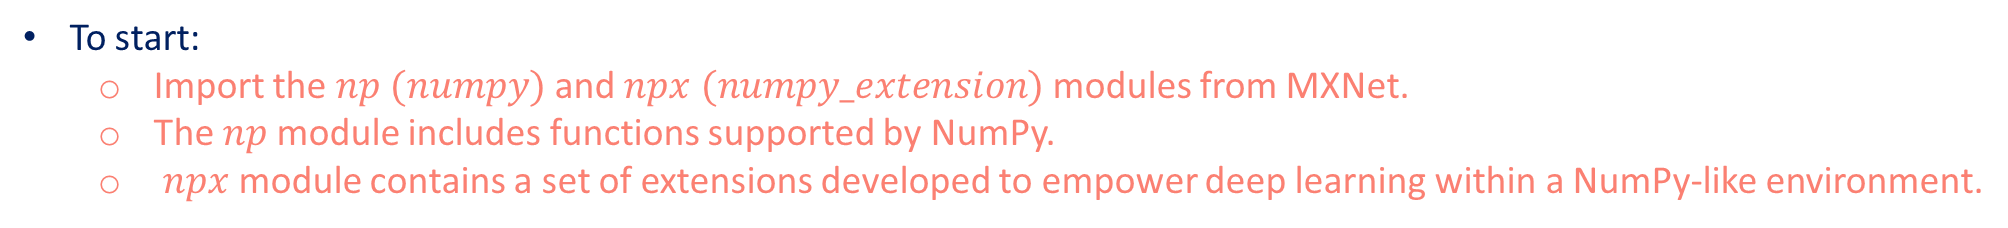 • To start:
○ Import the np (numpy) and npx (numpy_extension) modules from MXNet.
○ The np module includes functions supported by NumPy.
○ npx module contains a set of extensions developed to empower deep learning within a NumPy-like environment.